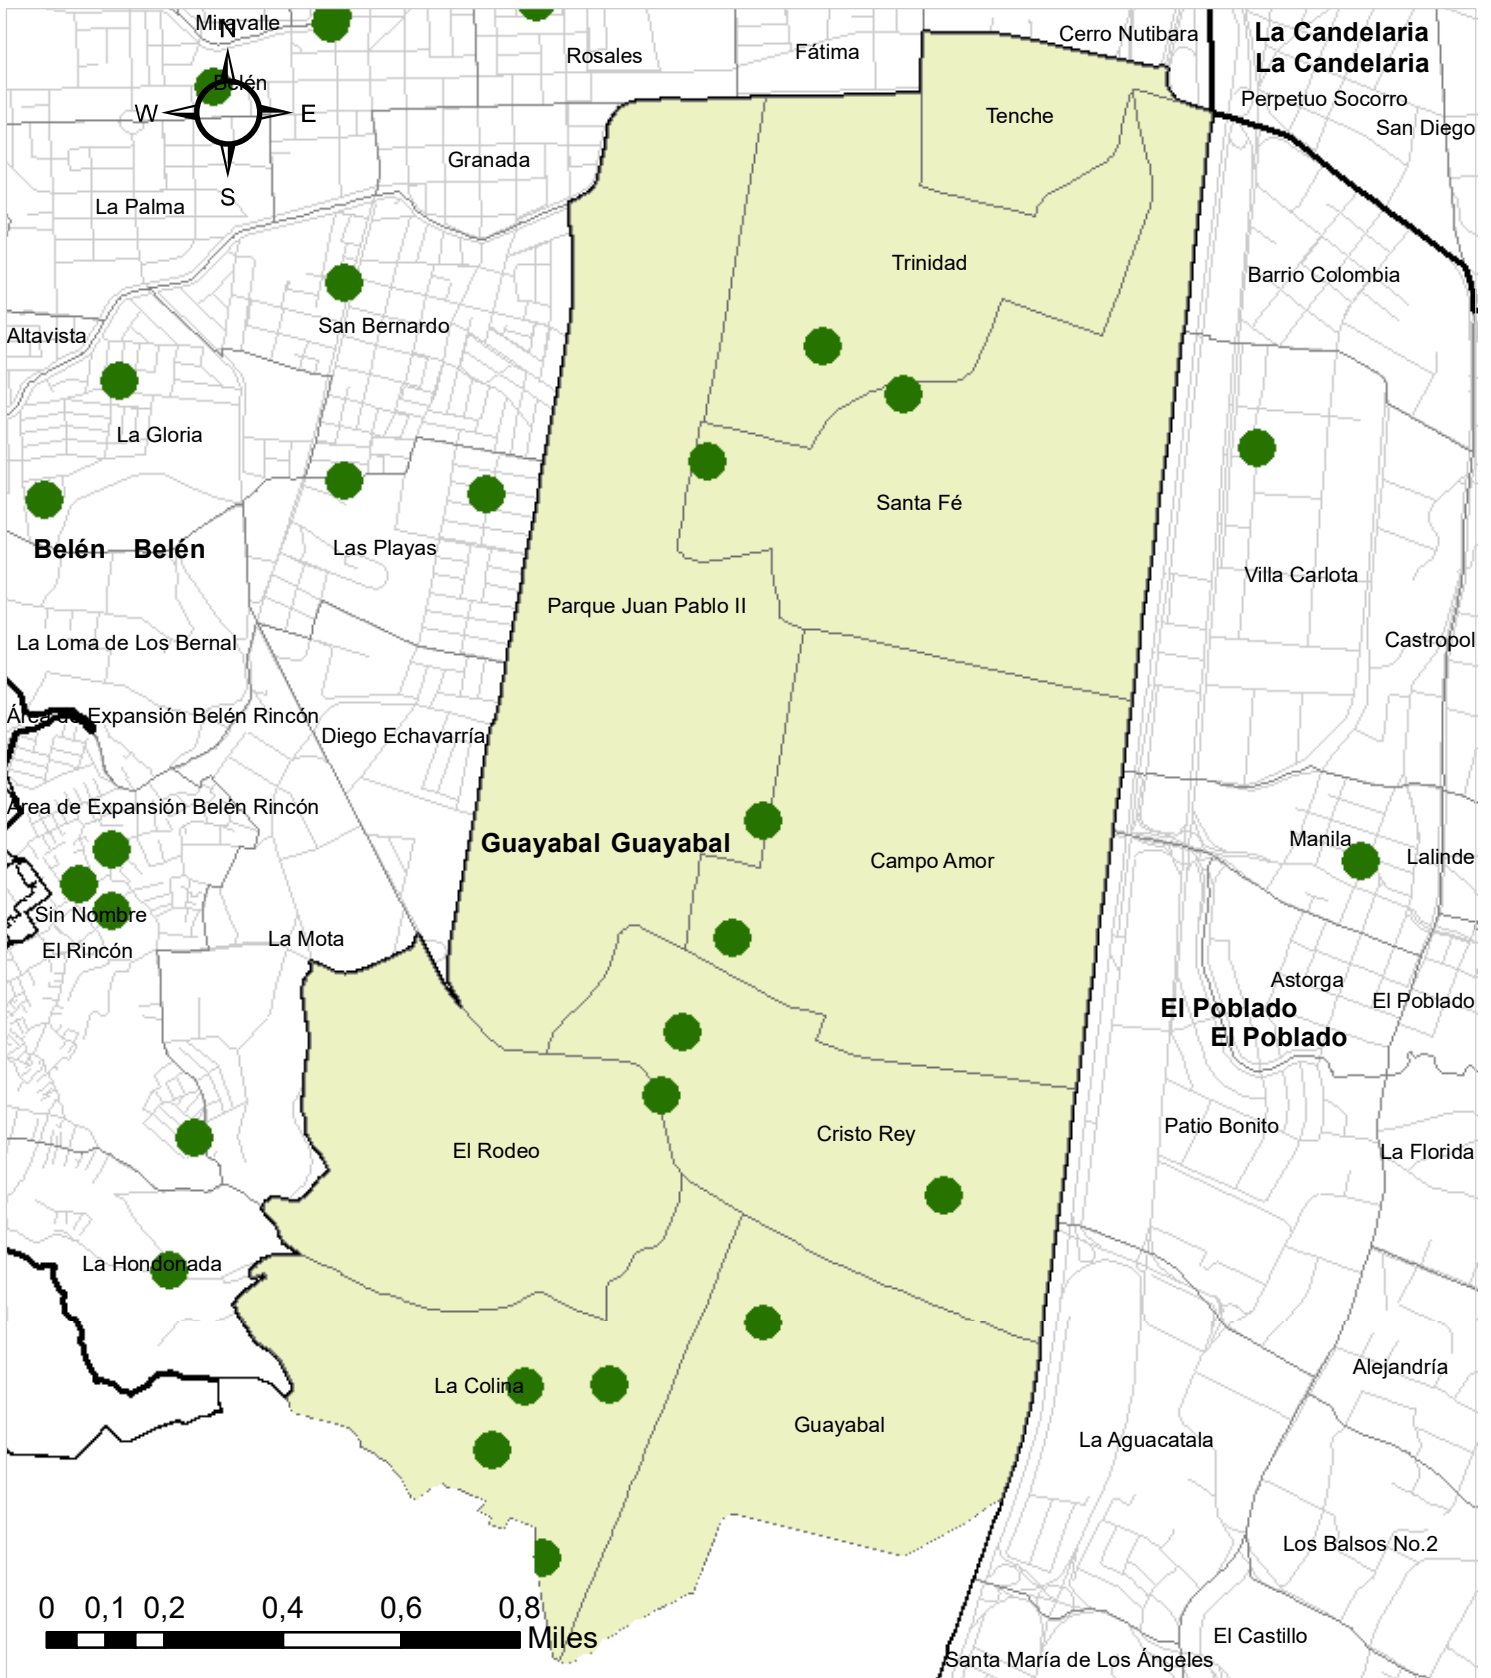 Miravalle
N
Rosales
Fátima
Cerro Nutibara
La Candelaria
La Candelaria
Belén
W
E
Perpetuo Socorro
Tenche
San Diego
Granada
S
La Palma
Trinidad
Barrio Colombia
San Bernardo
Altavista
La Gloria
Santa Fé
Belén Belén
Las Playas
Villa Carlota
Parque Juan Pablo II
La Loma de Los Bernal
Castropol
Área de Expansión Belén Rincón
Diego Echavarría
Área de Expansión Belén Rincón
Guayabal Guayabal
Manila
Campo Amor
Lalinde
Sin Nombre
La Mota
El Rincón
Astorga
El Poblado
El Poblado
El Poblado
Patio Bonito
Cristo Rey
El Rodeo
La Florida
La Hondonada
Alejandría
La Colina
Guayabal
La Aguacatala
Los Balsos No.2
0 0,1 0,2 0,4 0,6 0,8
Miles
El Castillo
Santa María de Los Ángeles